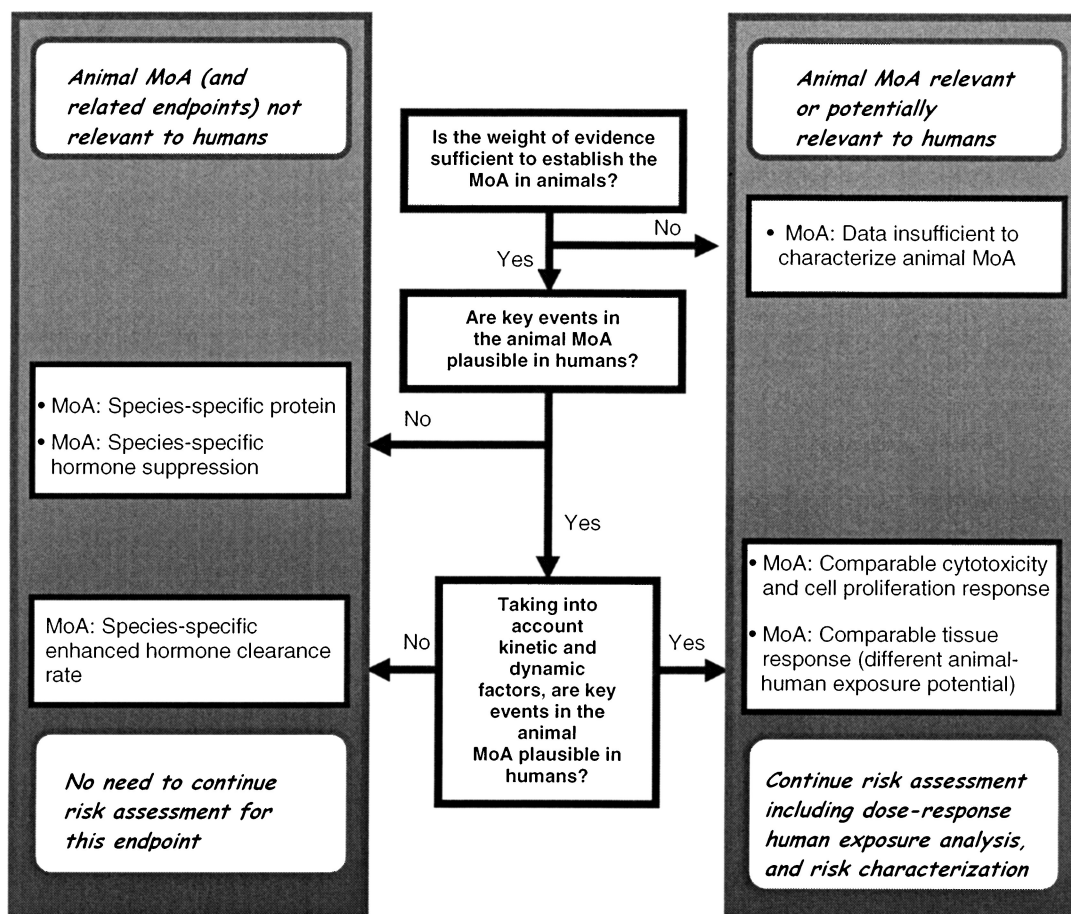 Animal MoA (and
related endpoints) not
relevant to humans
• MoA: Species-specific protein
• MoA: Species-specific
hormone suppression
MoA: Species-specific
enhanced hormone clearance
rate
No need to continue
risk assessment for
this endpoint
Is the weight of evidence
sufficient to establish the
MoA in animals?
No
Yes
Are key events in
the animal MoA
plausible in humans?
No
Yes
Taking into
account
kinetic and
dynamic
factors, are key
events in the
animal
MoA plausible in
humans?
No
Yes
Animal MoA relevant
or potentially
relevant to humans
• MoA: Data insufficient to
characterize animal MoA
• MoA: Comparable cytotoxicity
and cell proliferation response
• MoA: Comparable tissue
response (different animal-
human exposure potential)
Continue risk assessment
including dose-response
human exposure analysis,
and risk characterization